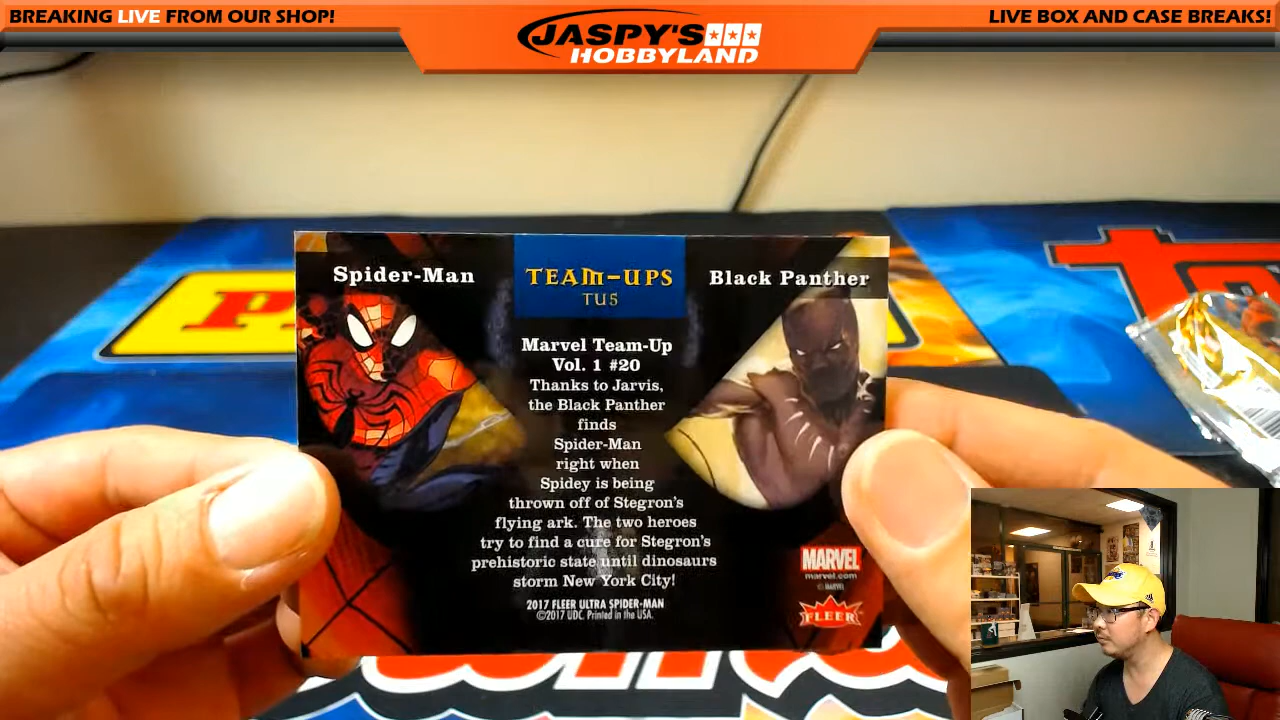 BREAKING LIVE FROM OUR SHOP!
JASPY'S
HOBBYLAND
LIVE BOX AND CASE BREAKS!
Spider-Man
TEAM-UPS
TU5
Black Panther
Marvel Team-Up
Vol. 1 #20
Thanks to Jarvis,
the Black Panther
finds
Spider-Man
right when
Spidey is being
thrown off of Stegron's
flying ark. The two heroes
try to find a cure for Stegron's
prehistoric state until dinosaurs
storm New York City!
2017 FLEER ULTRA SPIDER-MAN
©2017 UDC. Printed in the USA.
MARVEL
marvel.com
© MARVEL
FLEER